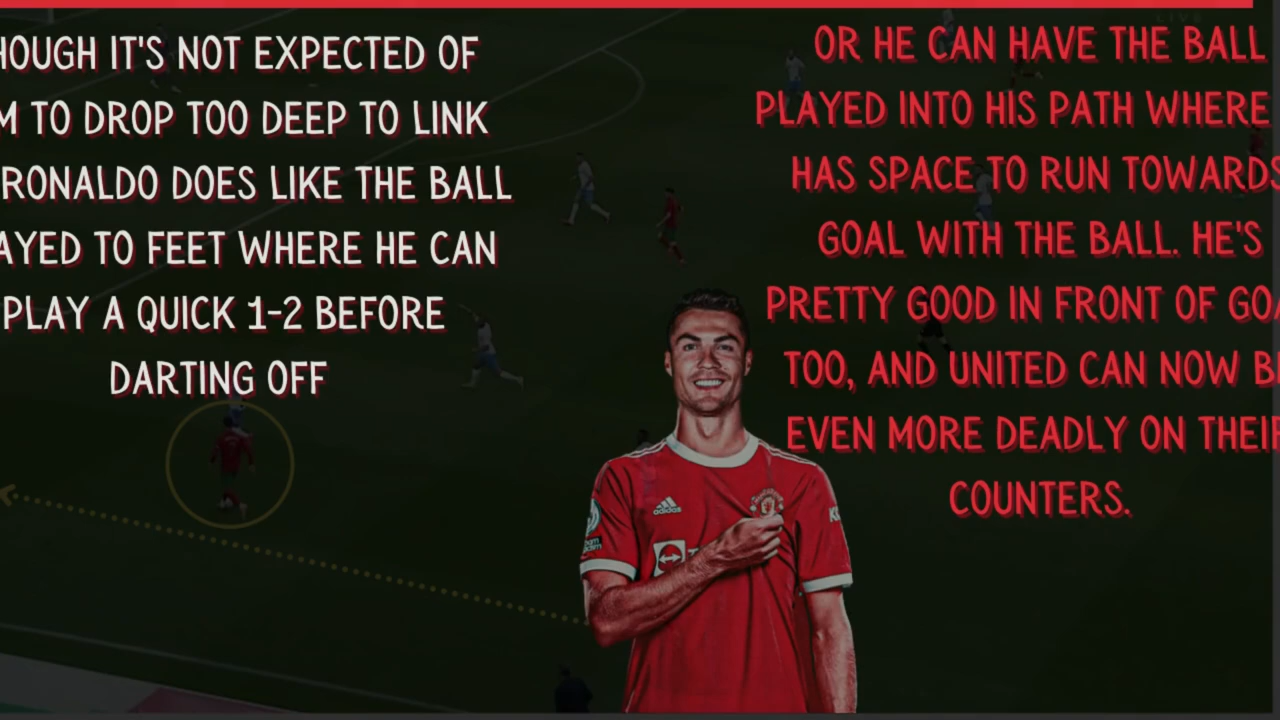 HOUGH IT'S NOT EXPECTED OF
M TO DROP TOO DEEP TO LINK
RONALDO DOES LIKE THE BALL
AYED TO FEET WHERE HE CAN
PLAY A QUICK 1-2 BEFORE
DARTING OFF
OR HE CAN HAVE THE BALL
PLAYED INTO HIS PATH WHERE
HAS SPACE TO RUN TOWARDS
GOAL WITH THE BALL. HE'S
PRETTY GOOD IN FRONT OF GOA
TOO, AND UNITED CAN NOW B
EVEN MORE DEADLY ON THEIR
COUNTERS.
adidas
LIVE